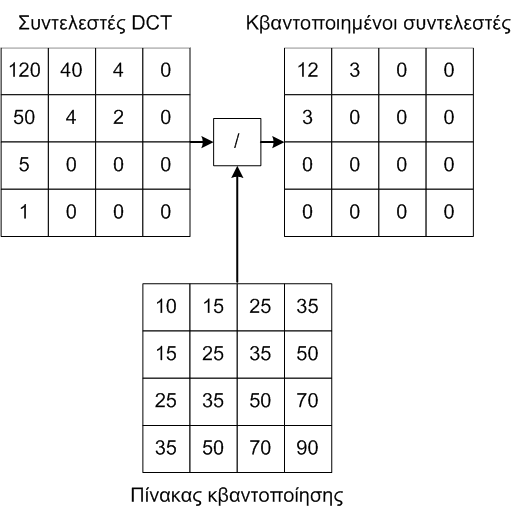 Συντελεστές DCT
Κβαντοποιημένοι συντελεστές
120 40 4 0
50 4 2 0
5 0 0 0
1 0 0 0
/
12 3 0 0
3 0 0 0
0 0 0 0
0 0 0 0
10 15 25 35
15 25 35 50
25 35 50 70
35 50 70 90
Πίνακας κβαντοποίησης